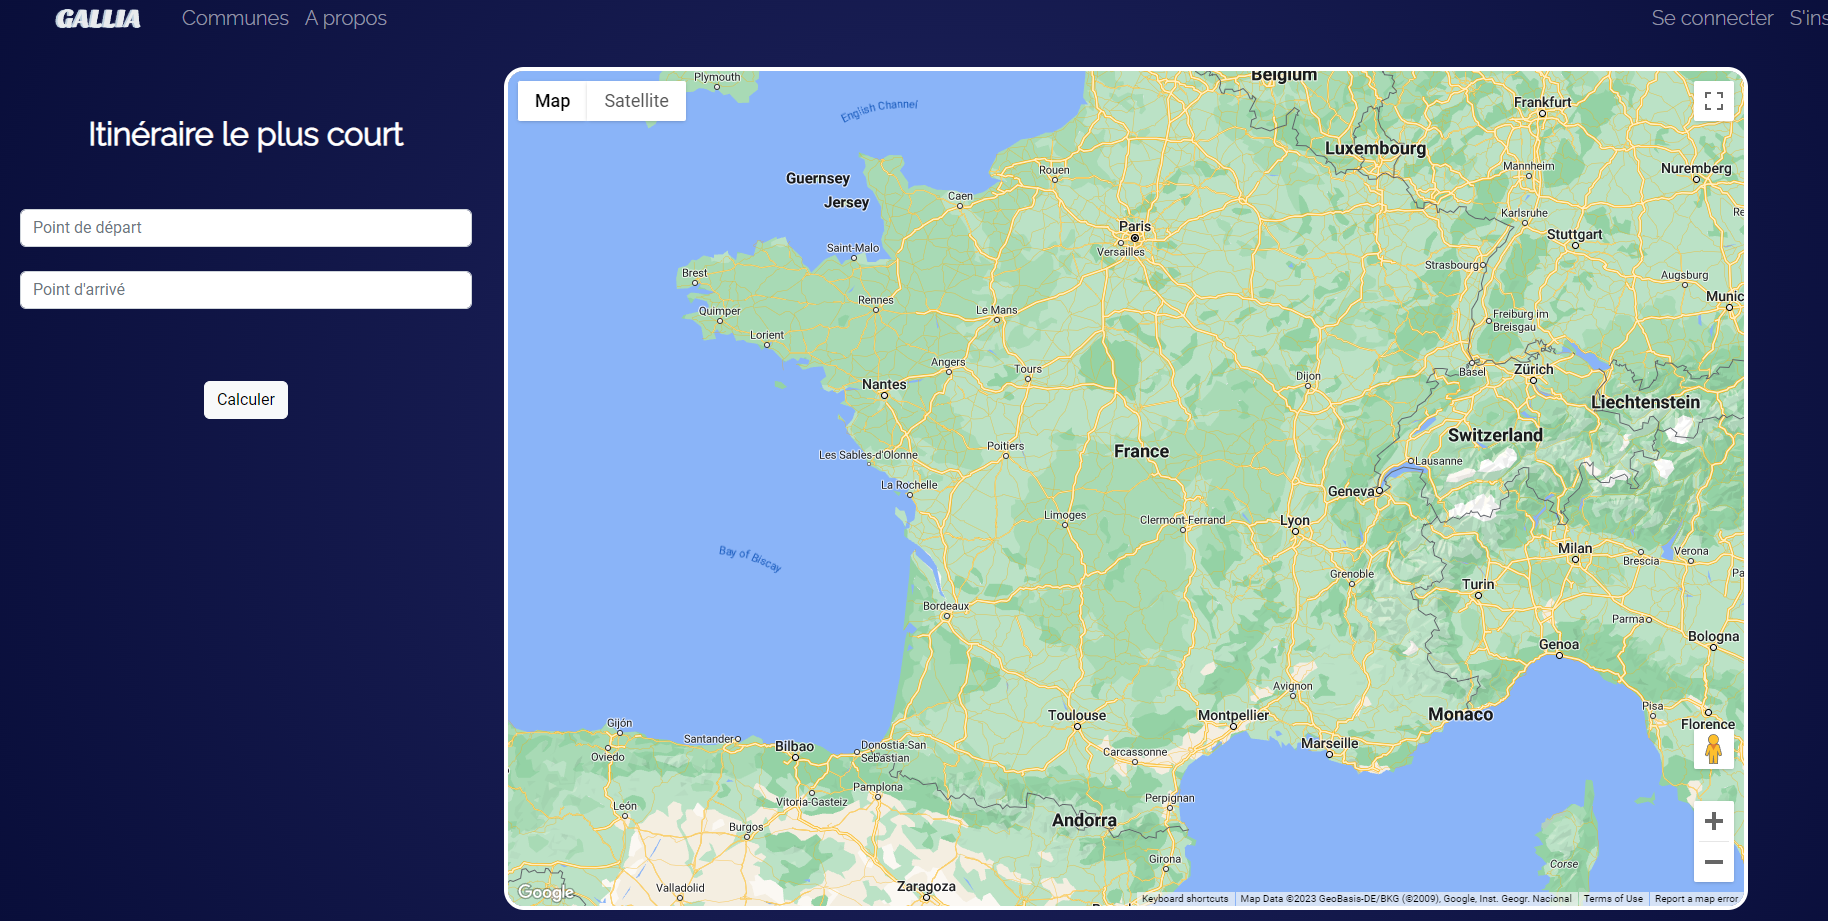 GALLIA
Communes
A propos
Se connecter
Itinéraire le plus court
Point de départ
Point d'arrivé
Calculer
Map
Satellite
Plymouth
English Channel
Belgium
Frankfurt
Luxembourg
Mannheim
Nuremberg
Guernsey
Jersey
Rouen
Caen
Karlsruhe
Stuttgart
Paris
Versailles
Saint-Malo
Strasbourg
Augsburg
Brest
Munic
Rennes
Quimper
Le Mans
Freiburg im
Breisgau
Lorient
Angers
Tours
Nantes
Dijon
Basel
Zürich
Liechtenstein
Switzerland
Poitiers
France
Les Sables-d'Olonne
Lausanne
La Rochelle
Geneva
Limoges
Clermont-Ferrand
Lyon
Bay of Biscay
Milan
Brescia
Verona
Grenoble
Turin
Bordeaux
Parma
Bologna
Genoa
Avignon
Pisa
Toulouse
Montpellier
Monaco
Florence
Gijón
Santander
Bilbao
Donostia-San
Sebastian
Marseille
Carcassonne
Oviedo
Pamplona
Vitoria-Gasteiz
Perpignan
León
Andorra
Burgos
Girona
Corse
Valladolid
Zaragoza
Google
Keyboard shortcuts
Map Data ©2023 GeoBasis-DE/BKG (©2009), Google, Inst. Geogr. Nacional
Terms of Use
Report a map error